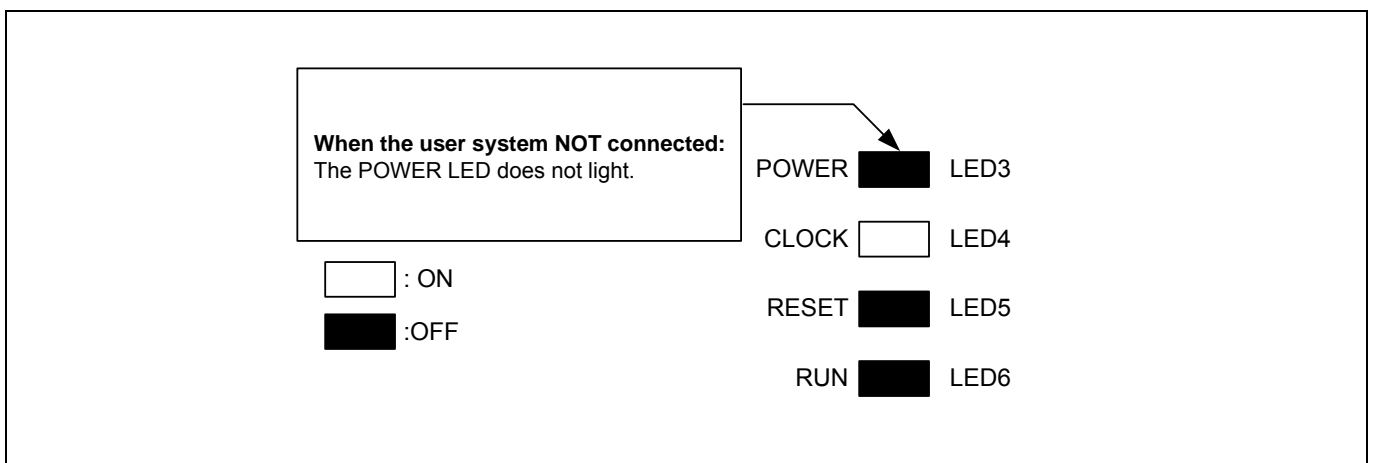 When the user system NOT connected:
The POWER LED does not light.
POWER LED3
CLOCK LED4
: ON
RESET LED5
:OFF
RUN LED6